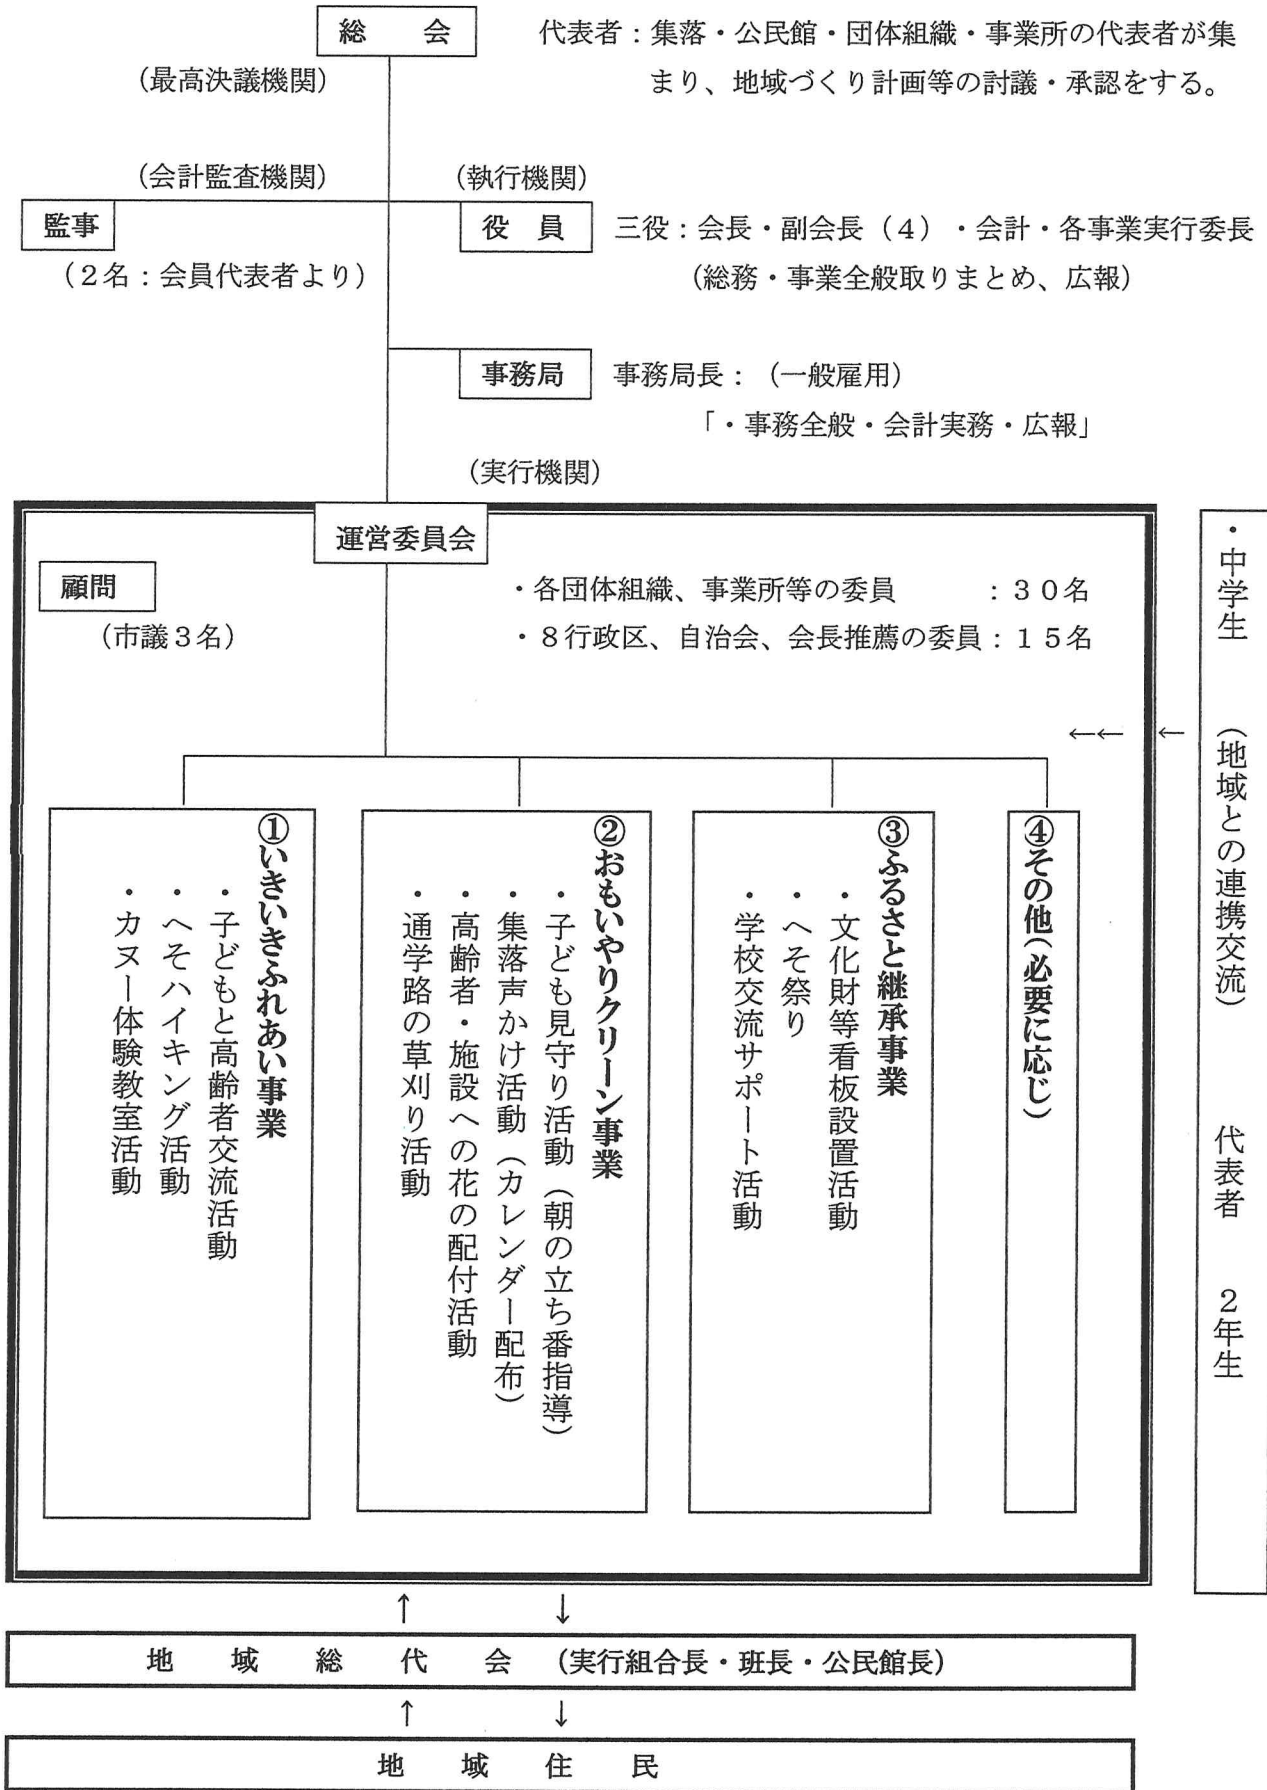 総　会
代表者：集落・公民館・団体組織・事業所の代表者が集
まり、地域づくり計画等の討議・承認をする。
（最高決議機関）
（会計監査機関）
（執行機関）
監事
役　員
三役：会長・副会長（４）・会計・各事業実行委長
（２名：会員代表者より）
（総務・事業全般取りまとめ、広報）
事務局
事務局長：（一般雇用）
「・事務全般・会計実務・広報」
（実行機関）
運営委員会
顧問
（市議３名）
・各団体組織、事業所等の委員　　　：３０名
・８行政区、自治会、会長推薦の委員：１５名
←←
←
①いきいきふれあい事業
・子どもと高齢者交流活動
・へそハイキング活動
・カヌー体験教室活動
②おもいやりクリーン事業
・子ども見守り活動（朝の立ち番指導）
・集落声かけ活動（カレンダー配布）
・高齢者・施設への花の配付活動
・通学路の草刈り活動
③ふるさと継承事業
・文化財等看板設置活動
・へそ祭り
・学校交流サポート活動
④その他（必要に応じ）
・中学生　（地域との連携交流）　代表者　２年生
↑　↓
地　域　総　代　会　（実行組合長・班長・公民館長）
↑　↓
地　域　住　民